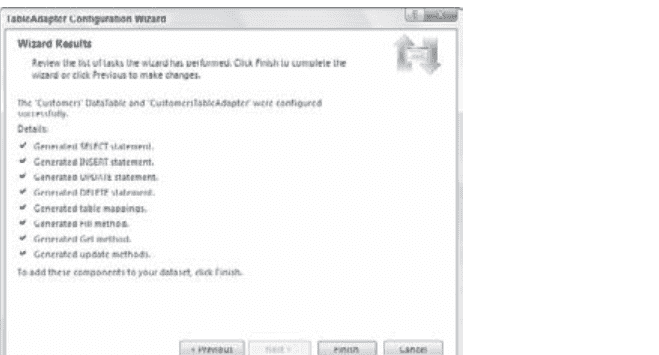 TableAdapter Configuration Wizard
Wizard Results
Review the list of tasks the wizard has performed. Click Finish to complete the
wizard or click Previous to make changes.
The 'Customers' DataTable and 'CustomersTableAdapter' were configured
successfully.
Details:
Generated SELECT statement.
Generated INSERT statement.
Generated UPDATE statement.
Generated DELETE statement.
Generated table mappings.
Generated Fill method.
Generated Get method.
Generated update methods.
To add these components to your dataset, click Finish.
< Previous Next > Finish Cancel